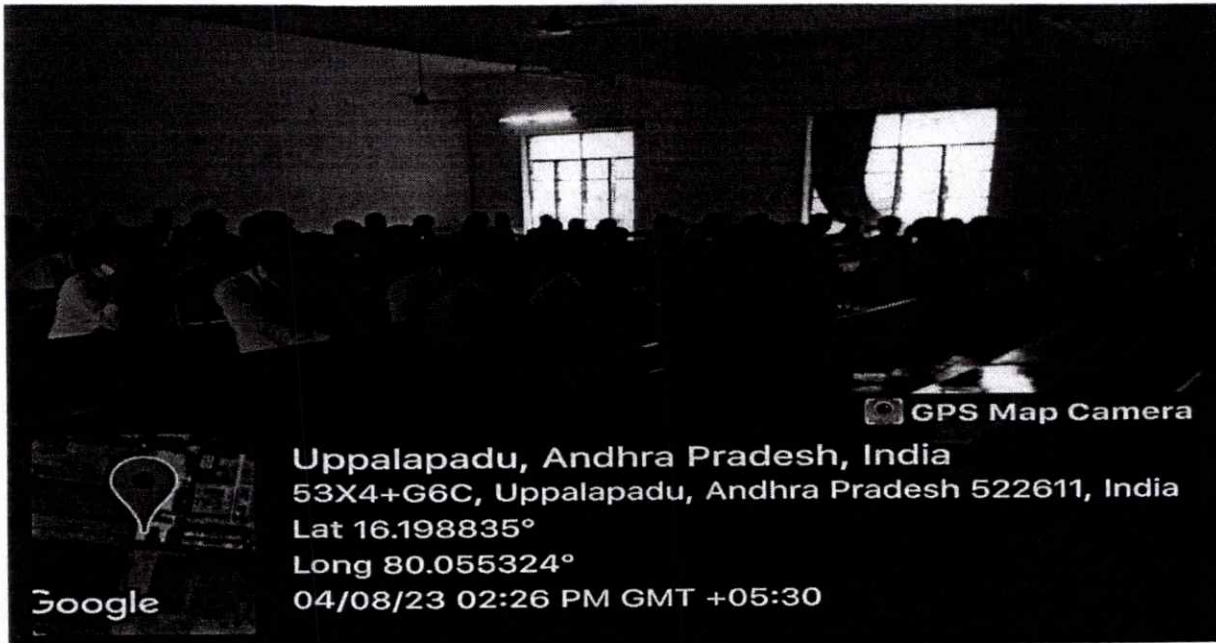 GPS Map Camera
Uppalapadu, Andhra Pradesh, India
53X4+G6C, Uppalapadu, Andhra Pradesh 522611, India
Lat 16.198835°
Long 80.055324°
04/08/23 02:26 PM GMT +05:30
Google